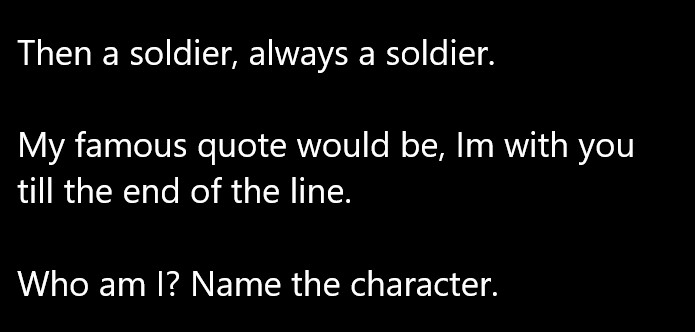 Then a soldier, always a soldier.
My famous quote would be, Im with you
till the end of the line.
Who am I? Name the character.